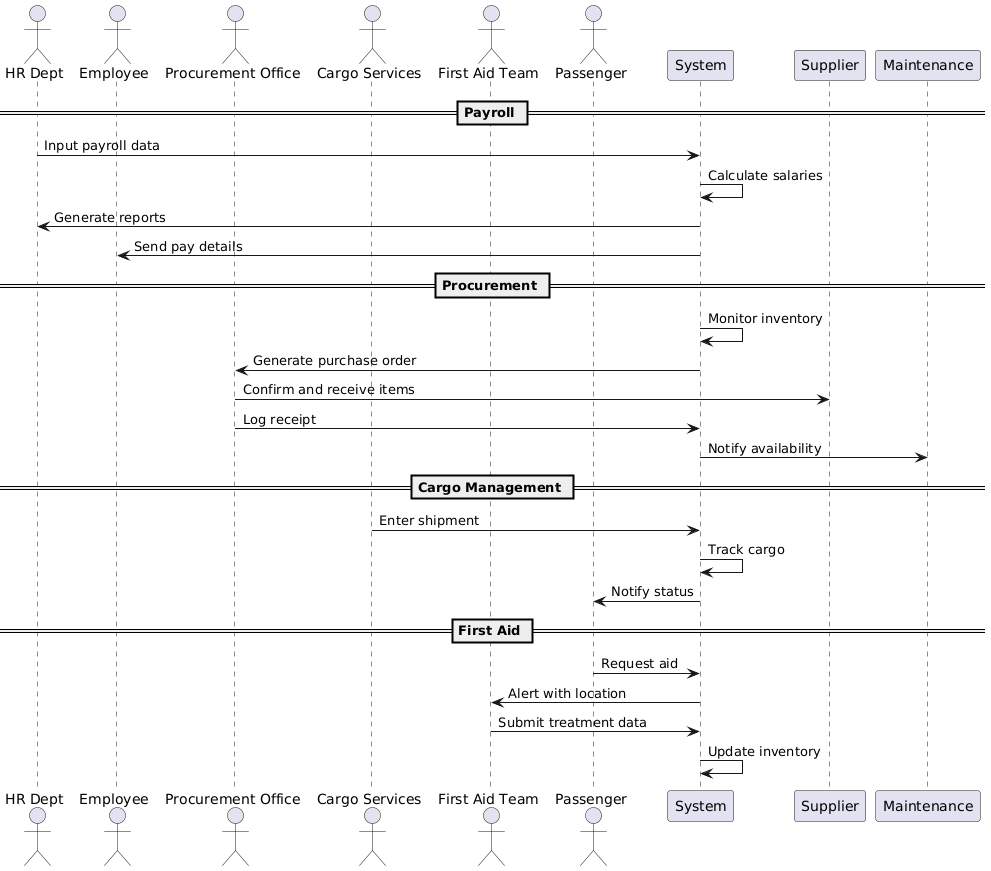 HR Dept Employee Procurement Office Cargo Services First Aid Team Passenger System Supplier Maintenance
Payroll
Input payroll data
Calculate salaries
Generate reports
Send pay details
Procurement
Monitor inventory
Generate purchase order
Confirm and receive items
Log receipt
Notify availability
Cargo Management
Enter shipment
Track cargo
Notify status
First Aid
Request aid
Alert with location
Submit treatment data
Update inventory
HR Dept Employee Procurement Office Cargo Services First Aid Team Passenger System Supplier Maintenance